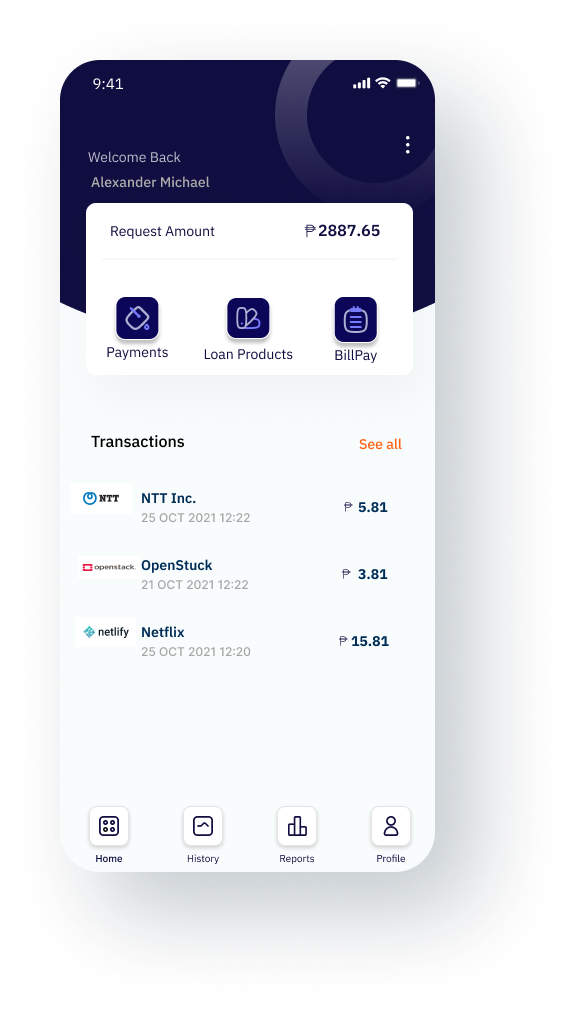 9:41
Welcome Back
Alexander Michael
Request Amount ₱2887.65
Payments Loan Products BillPay
Transactions See all
NTT NTT Inc. ₱ 5.81
25 OCT 2021 12:22
openstack. OpenStuck ₱ 3.81
21 OCT 2021 12:22
netlify Netflix ₱ 15.81
25 OCT 2021 12:20
Home History Reports Profile